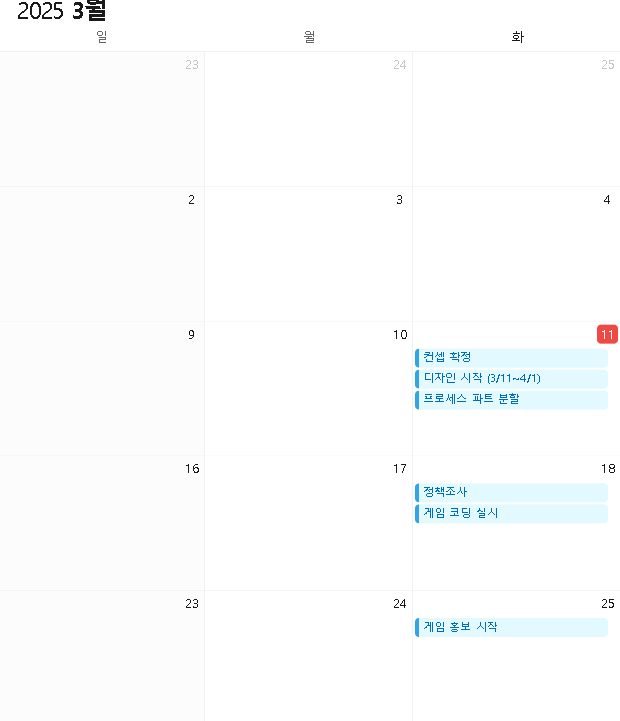 2025 3월
일 월 화
23 24 25
2 3 4
9 10 11
컨셉 확정
디자인 시작 (3/11~4/1)
프로세스 파트 분할
16 17 18
정책조사
게임 코딩 실시
23 24 25
게임 홍보 시작